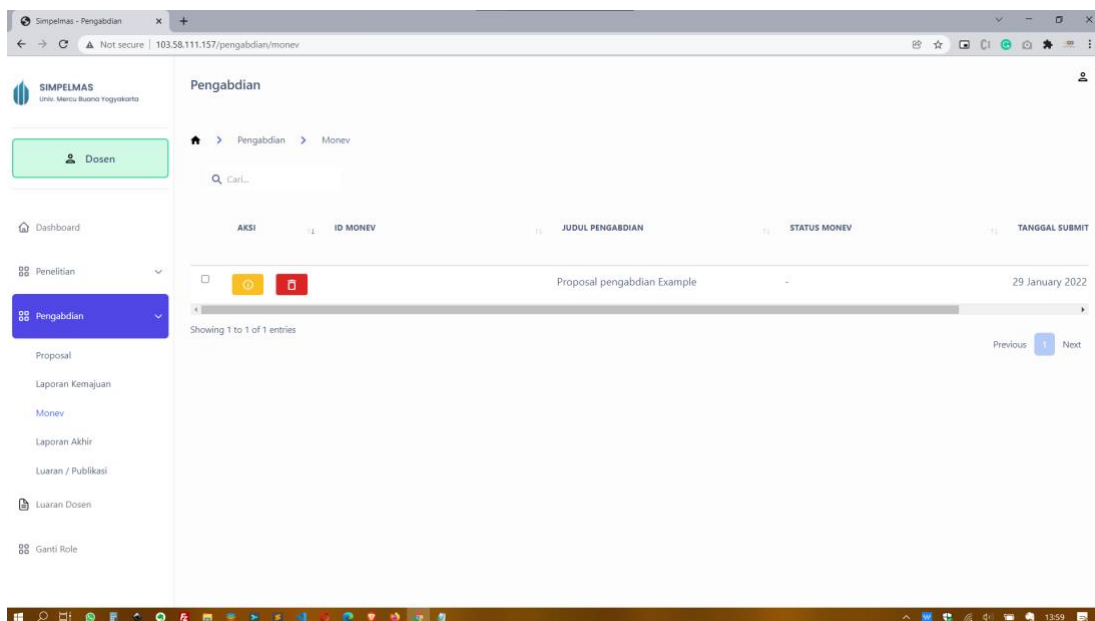 Simpelmas - Pengabdian
Not secure | 103.58.111.157/pengabdian/monev
SIMPELMAS
Univ. Mercu Buana Yogyakarta
Pengabdian
Dosen
Pengabdian > Monev
Cari...
Dashboard
AKSI ID MONEV JUDUL PENGABDIAN STATUS MONEV TANGGAL SUBMIT
Penelitian
Proposal pengabdian Example - 29 January 2022
Pengabdian
Showing 1 to 1 of 1 entries
Previous 1 Next
Proposal
Laporan Kemajuan
Monev
Laporan Akhir
Luaran / Publikasi
Luaran Dosen
Ganti Role
13:59